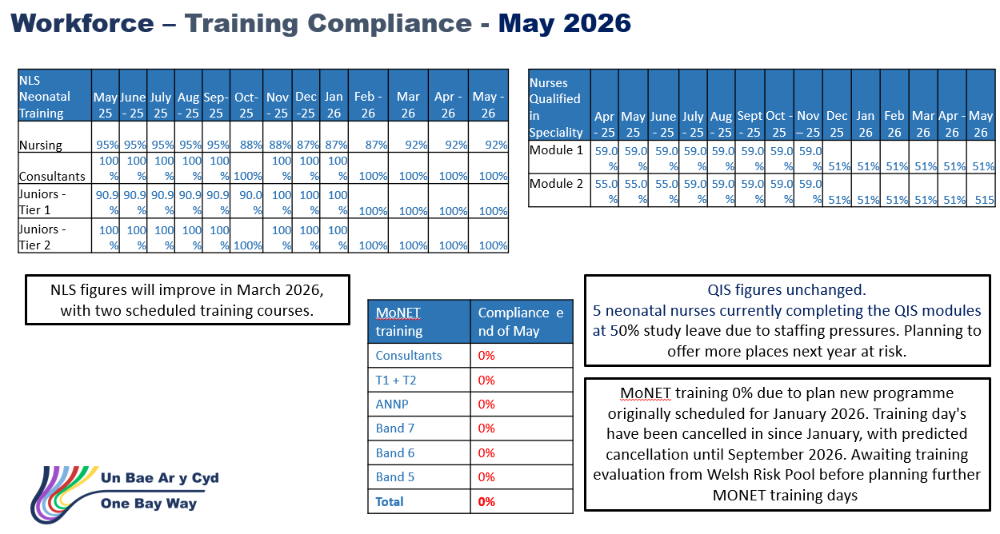 Workforce – Training Compliance - May 2026
NLS Neonatal Training May 25 June - 25 July 25 Aug - 25 Sep- 25 Oct- 25 Nov - 25 Dec -25 Jan 26 Feb - 26 Mar 26 Apr - 26 May - 26
Nursing 95% 95% 95% 95% 95% 88% 88% 87% 87% 87% 92% 92% 92%
Consultants 100% 100% 100% 100% 100% 100% 100% 100% 100% 100% 100% 100% 100%
Juriors - Tier 1 90.9% 90.9% 90.9% 90.9% 90.9% 90.0% 100% 100% 100% 100% 100% 100% 100%
Juriors - Tier 2 100% 100% 100% 100% 100% 100% 100% 100% 100% 100% 100% 100% 100%
Nurses Qualified in Speciality Apr - 25 May 25 June - 25 July - 25 Aug - 25 Sept - 25 Oct - 25 Nov – 25 Dec 25 Jan 26 Feb 26 Mar 26 Apr - 26 May 26
Module 1 59.0% 59.0% 59.0% 59.0% 59.0% 59.0% 59.0% 59.0% 51% 51% 51% 51% 51% 51%
Module 2 55.0% 55.0% 55.0% 59.0% 59.0% 59.0% 59.0% 59.0% 51% 51% 51% 51% 51% 515
NLS figures will improve in March 2026,
with two scheduled training courses.
MoNET training Compliance e nd of May
Consultants 0%
T1 + T2 0%
ANNP 0%
Band 7 0%
Band 6 0%
Band 5 0%
Total 0%
QIS figures unchanged.
5 neonatal nurses currently completing the QIS modules
at 50% study leave due to staffing pressures. Planning to
offer more places next year at risk.
MoNET training 0% due to plan new programme
originally scheduled for January 2026. Training day's
have been cancelled in since January, with predicted
cancellation until September 2026. Awaiting training
evaluation from Welsh Risk Pool before planning further
MONET training days
Un Bae Ar y Cyd
One Bay Way